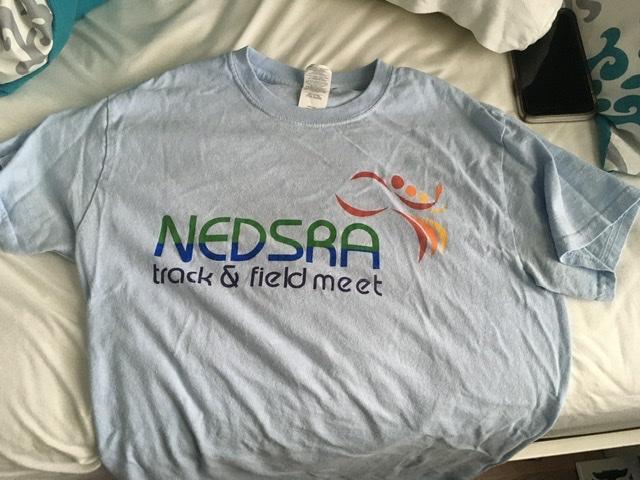 NEDSRA
track & field meet